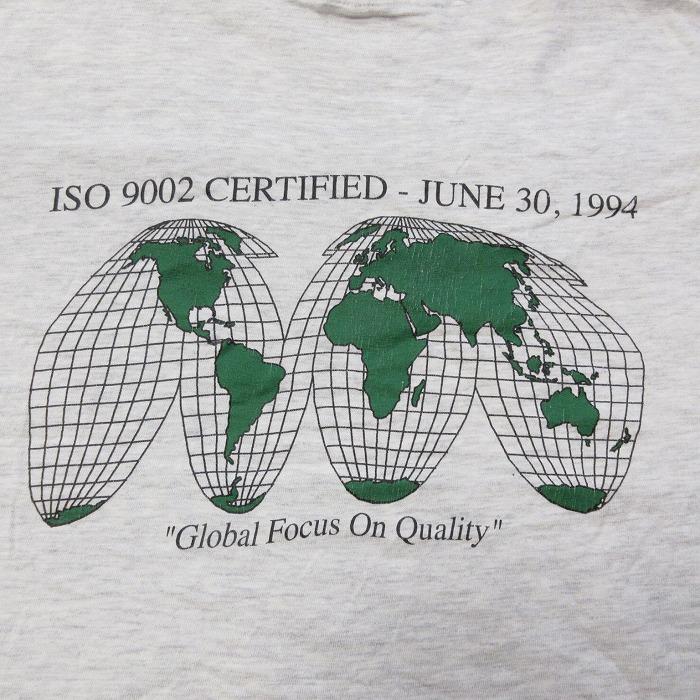 ISO 9002 CERTIFIED - JUNE 30, 1994
"Global Focus On Quality"